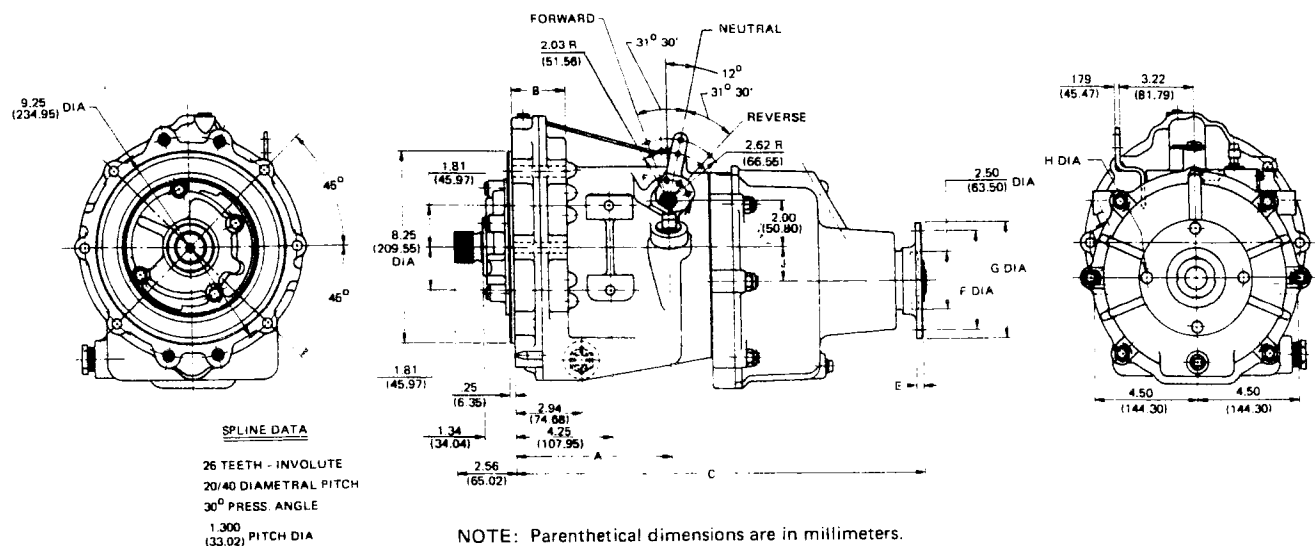 FORWARD
31° 30'
NEUTRAL
2.03 R
(51.56)
12°
31° 30'
REVERSE
2.62 R
(66.55)
9.25 DIA
(234.95)
B
179
(45.47)
3.22
(81.79)
H DIA
45°
45°
1.81
(45.97)
8.25
(209.55)
DIA
2.00
(50.80)
2.50 DIA
(63.50)
G DIA
F DIA
E
1.81
(45.97)
.25
(6.35)
2.94
(74.68)
1.34
(34.04)
4.25
(107.95)
A
C
2.56
(65.02)
4.50
(144.30)
4.50
(144.30)
SPLINE DATA
26 TEETH - INVOLUTE
20/40 DIAMETRAL PITCH
30° PRESS. ANGLE
1.300 PITCH DIA
(33.02)
NOTE: Parenthetical dimensions are in millimeters.